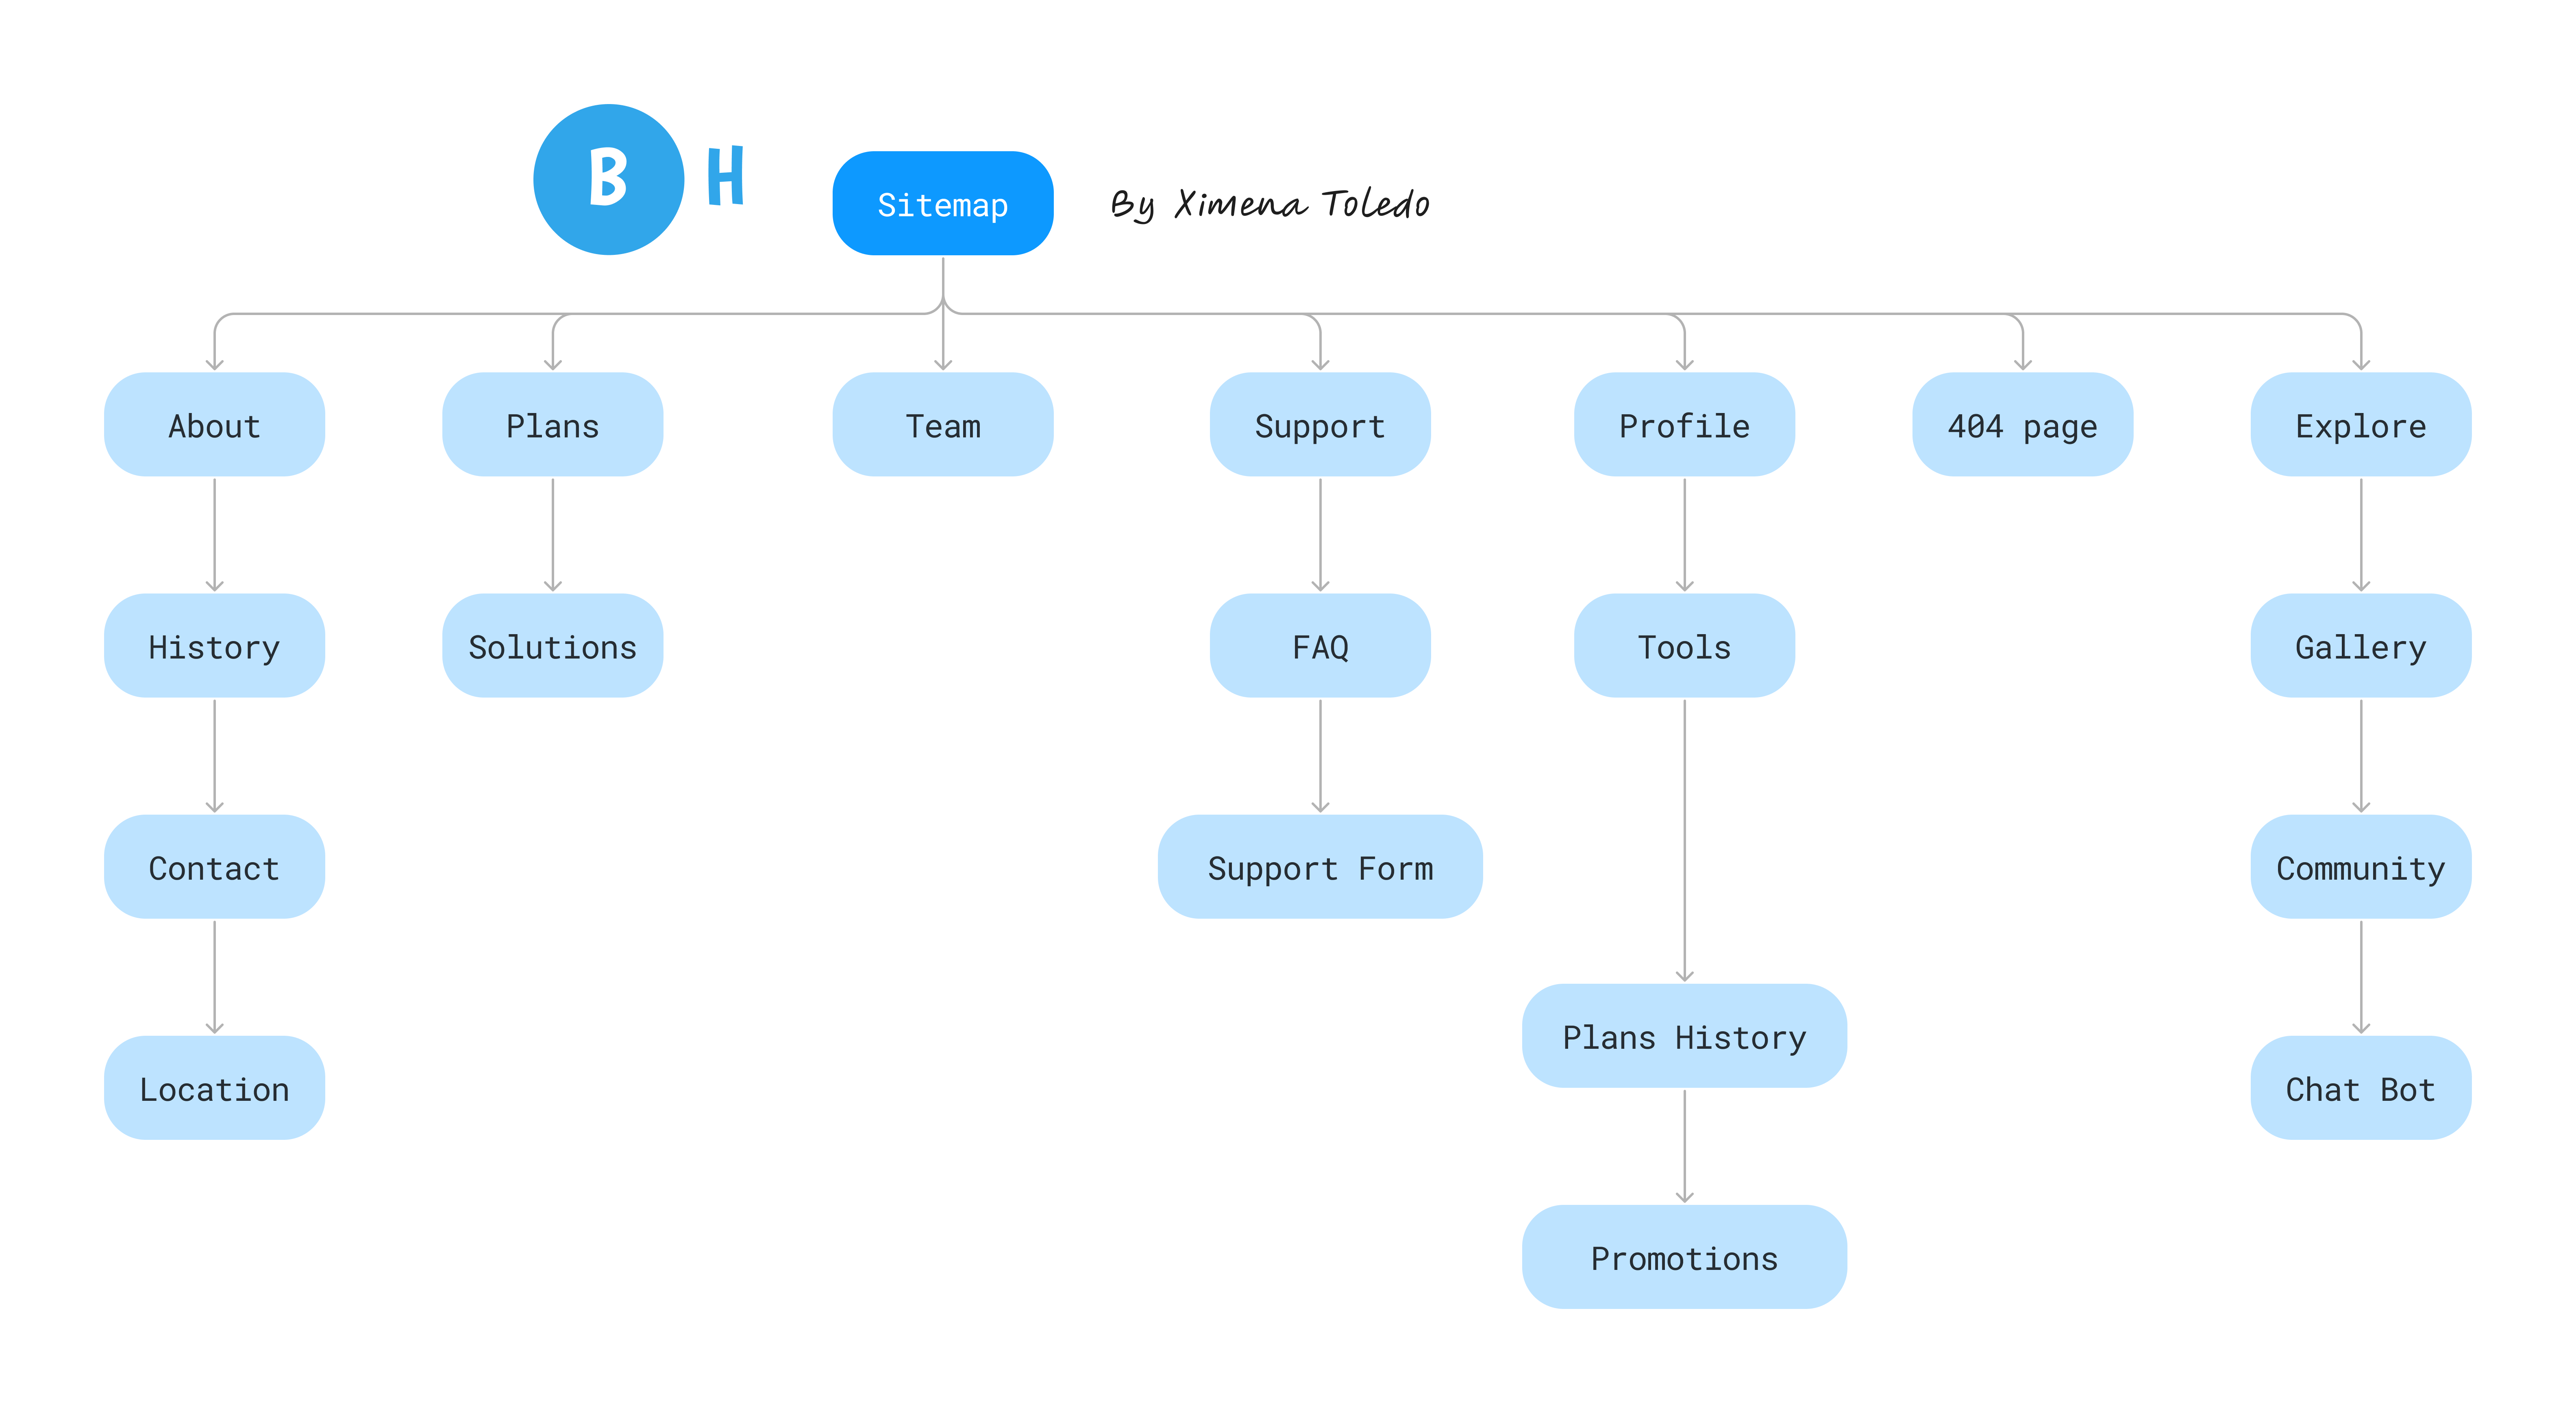 B H
Sitemap
By Ximena Toledo
About
Plans
Team
Support
Profile
404 page
Explore
History
Solutions
FAQ
Tools
Gallery
Contact
Support Form
Community
Plans History
Location
Chat Bot
Promotions